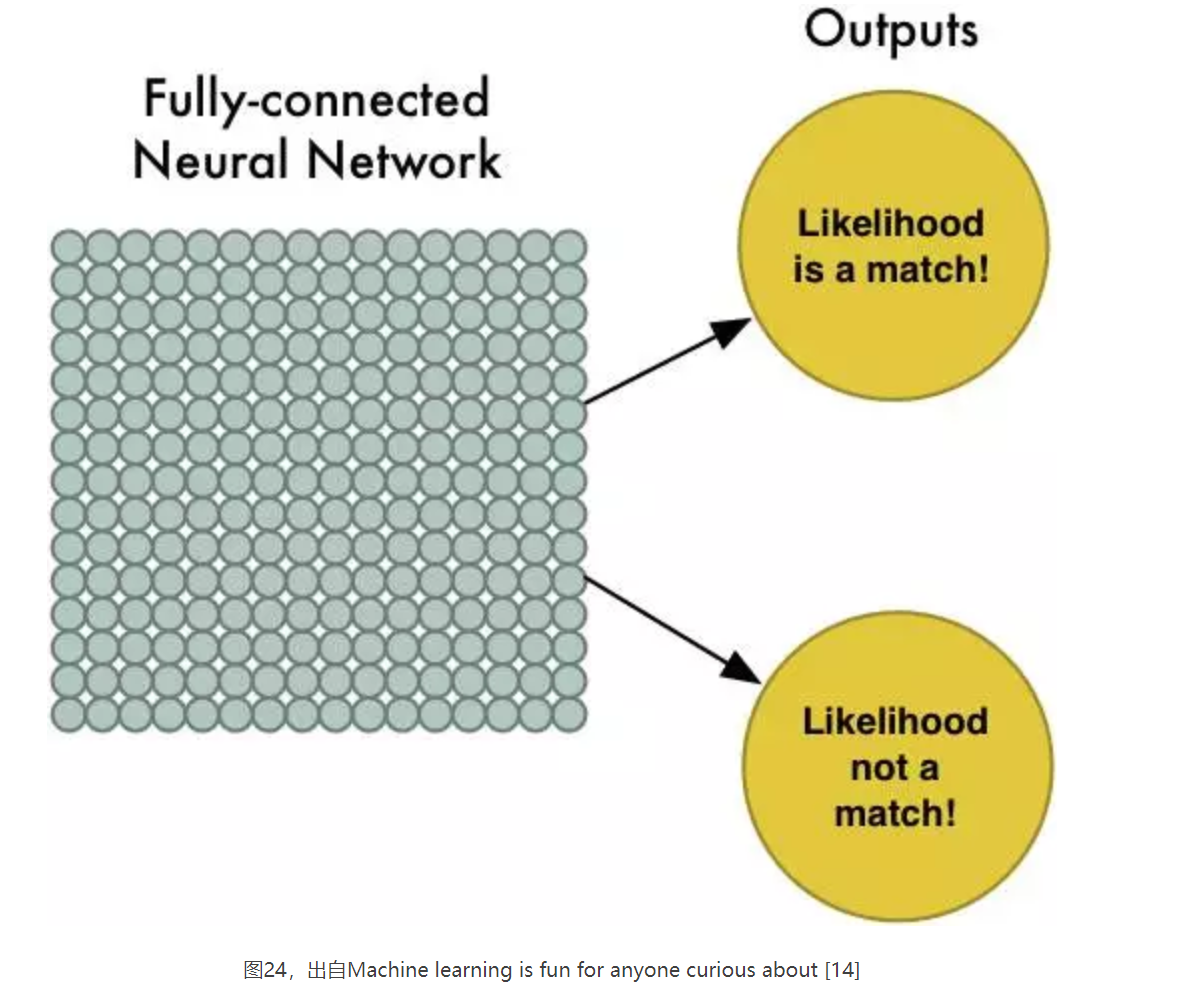 Outputs
Fully-connected
Neural Network
Likelihood
is a match!
Likelihood
not a
match!
图24，出自Machine learning is fun for anyone curious about [14]